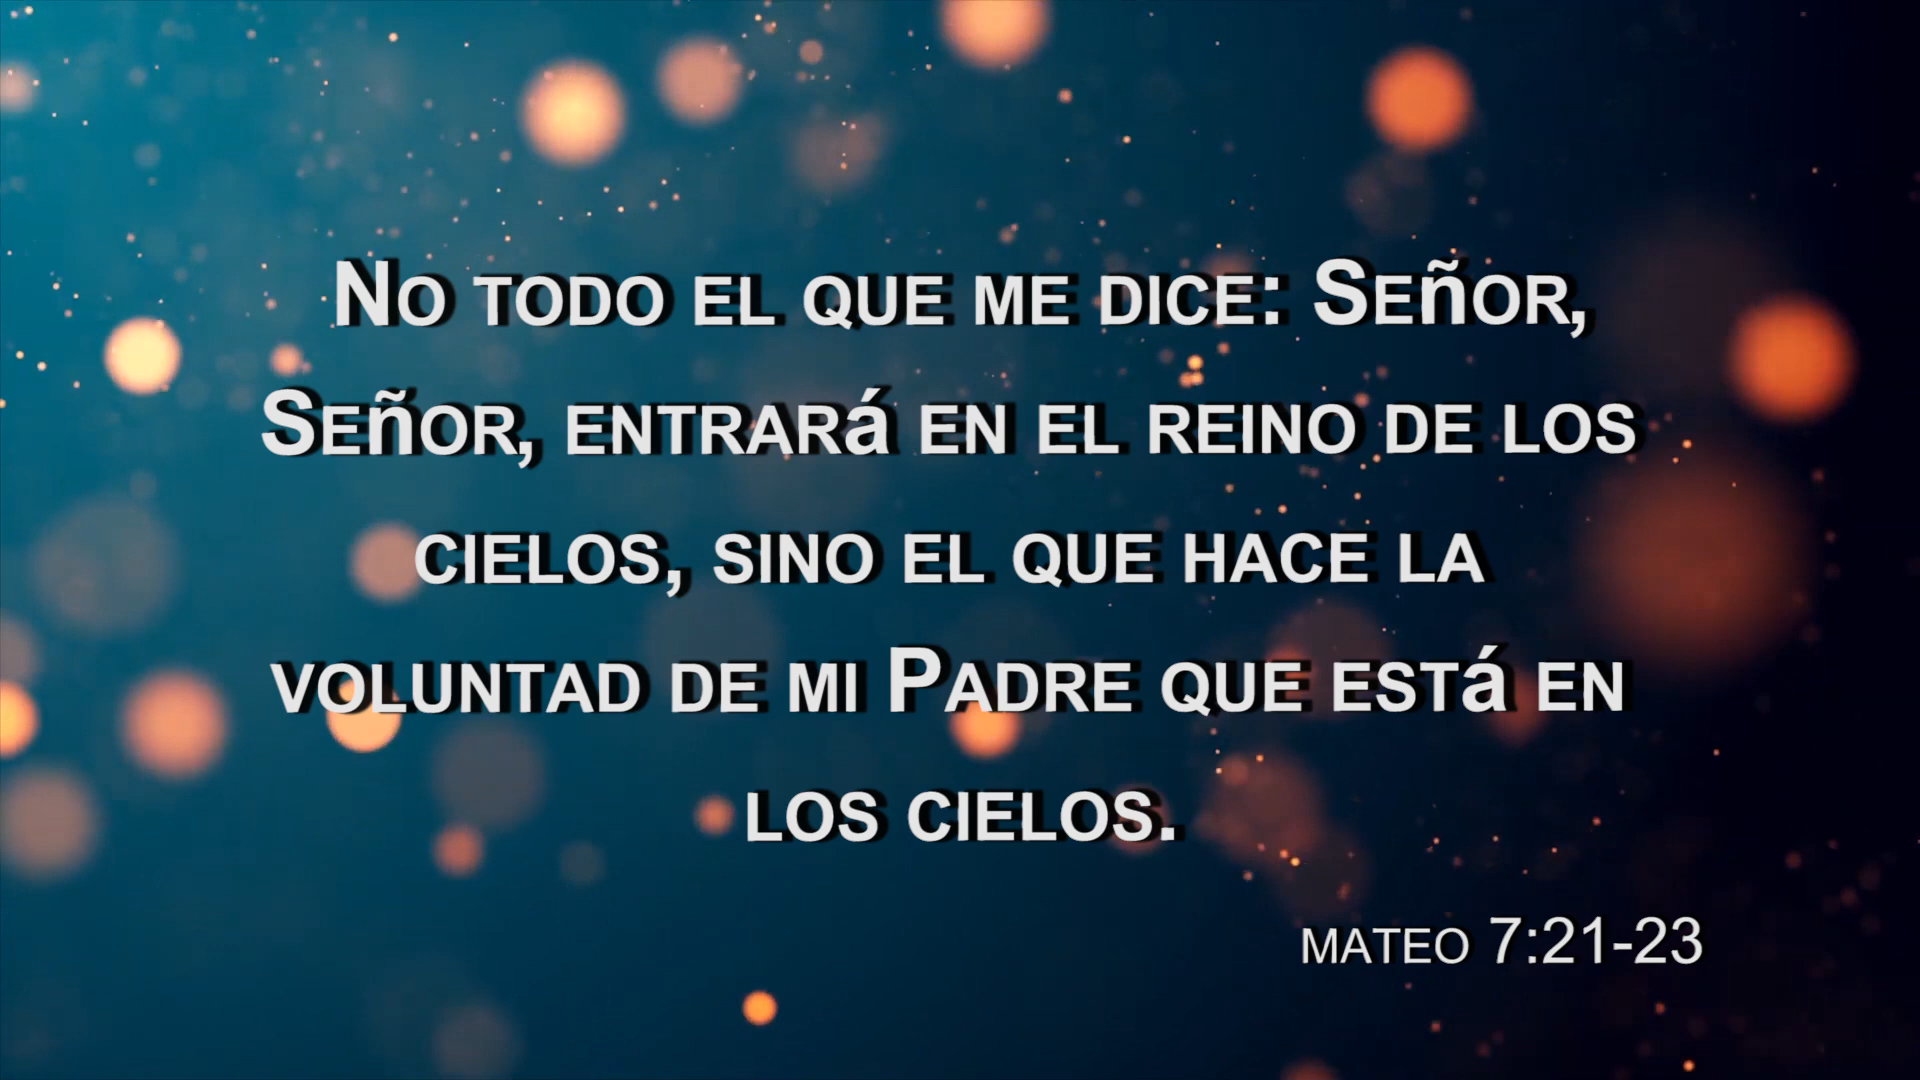 No todo el que me dice: Señor,
Señor, entrará en el reino de los
cielos, sino el que hace la
voluntad de mi Padre que está en
los cielos.
mateo 7:21-23